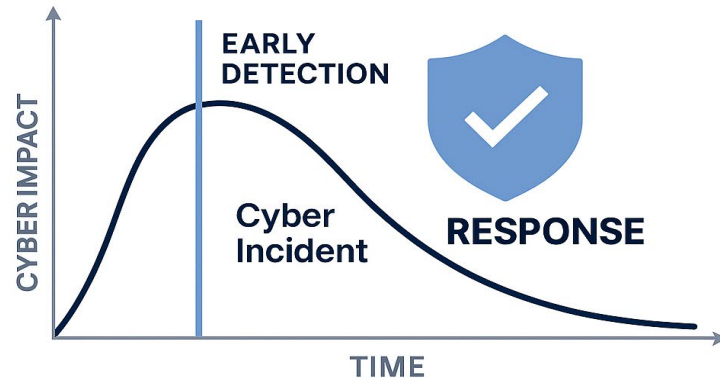 EARLY
DETECTION
CYBER IMPACT
Cyber
Incident
RESPONSE
TIME